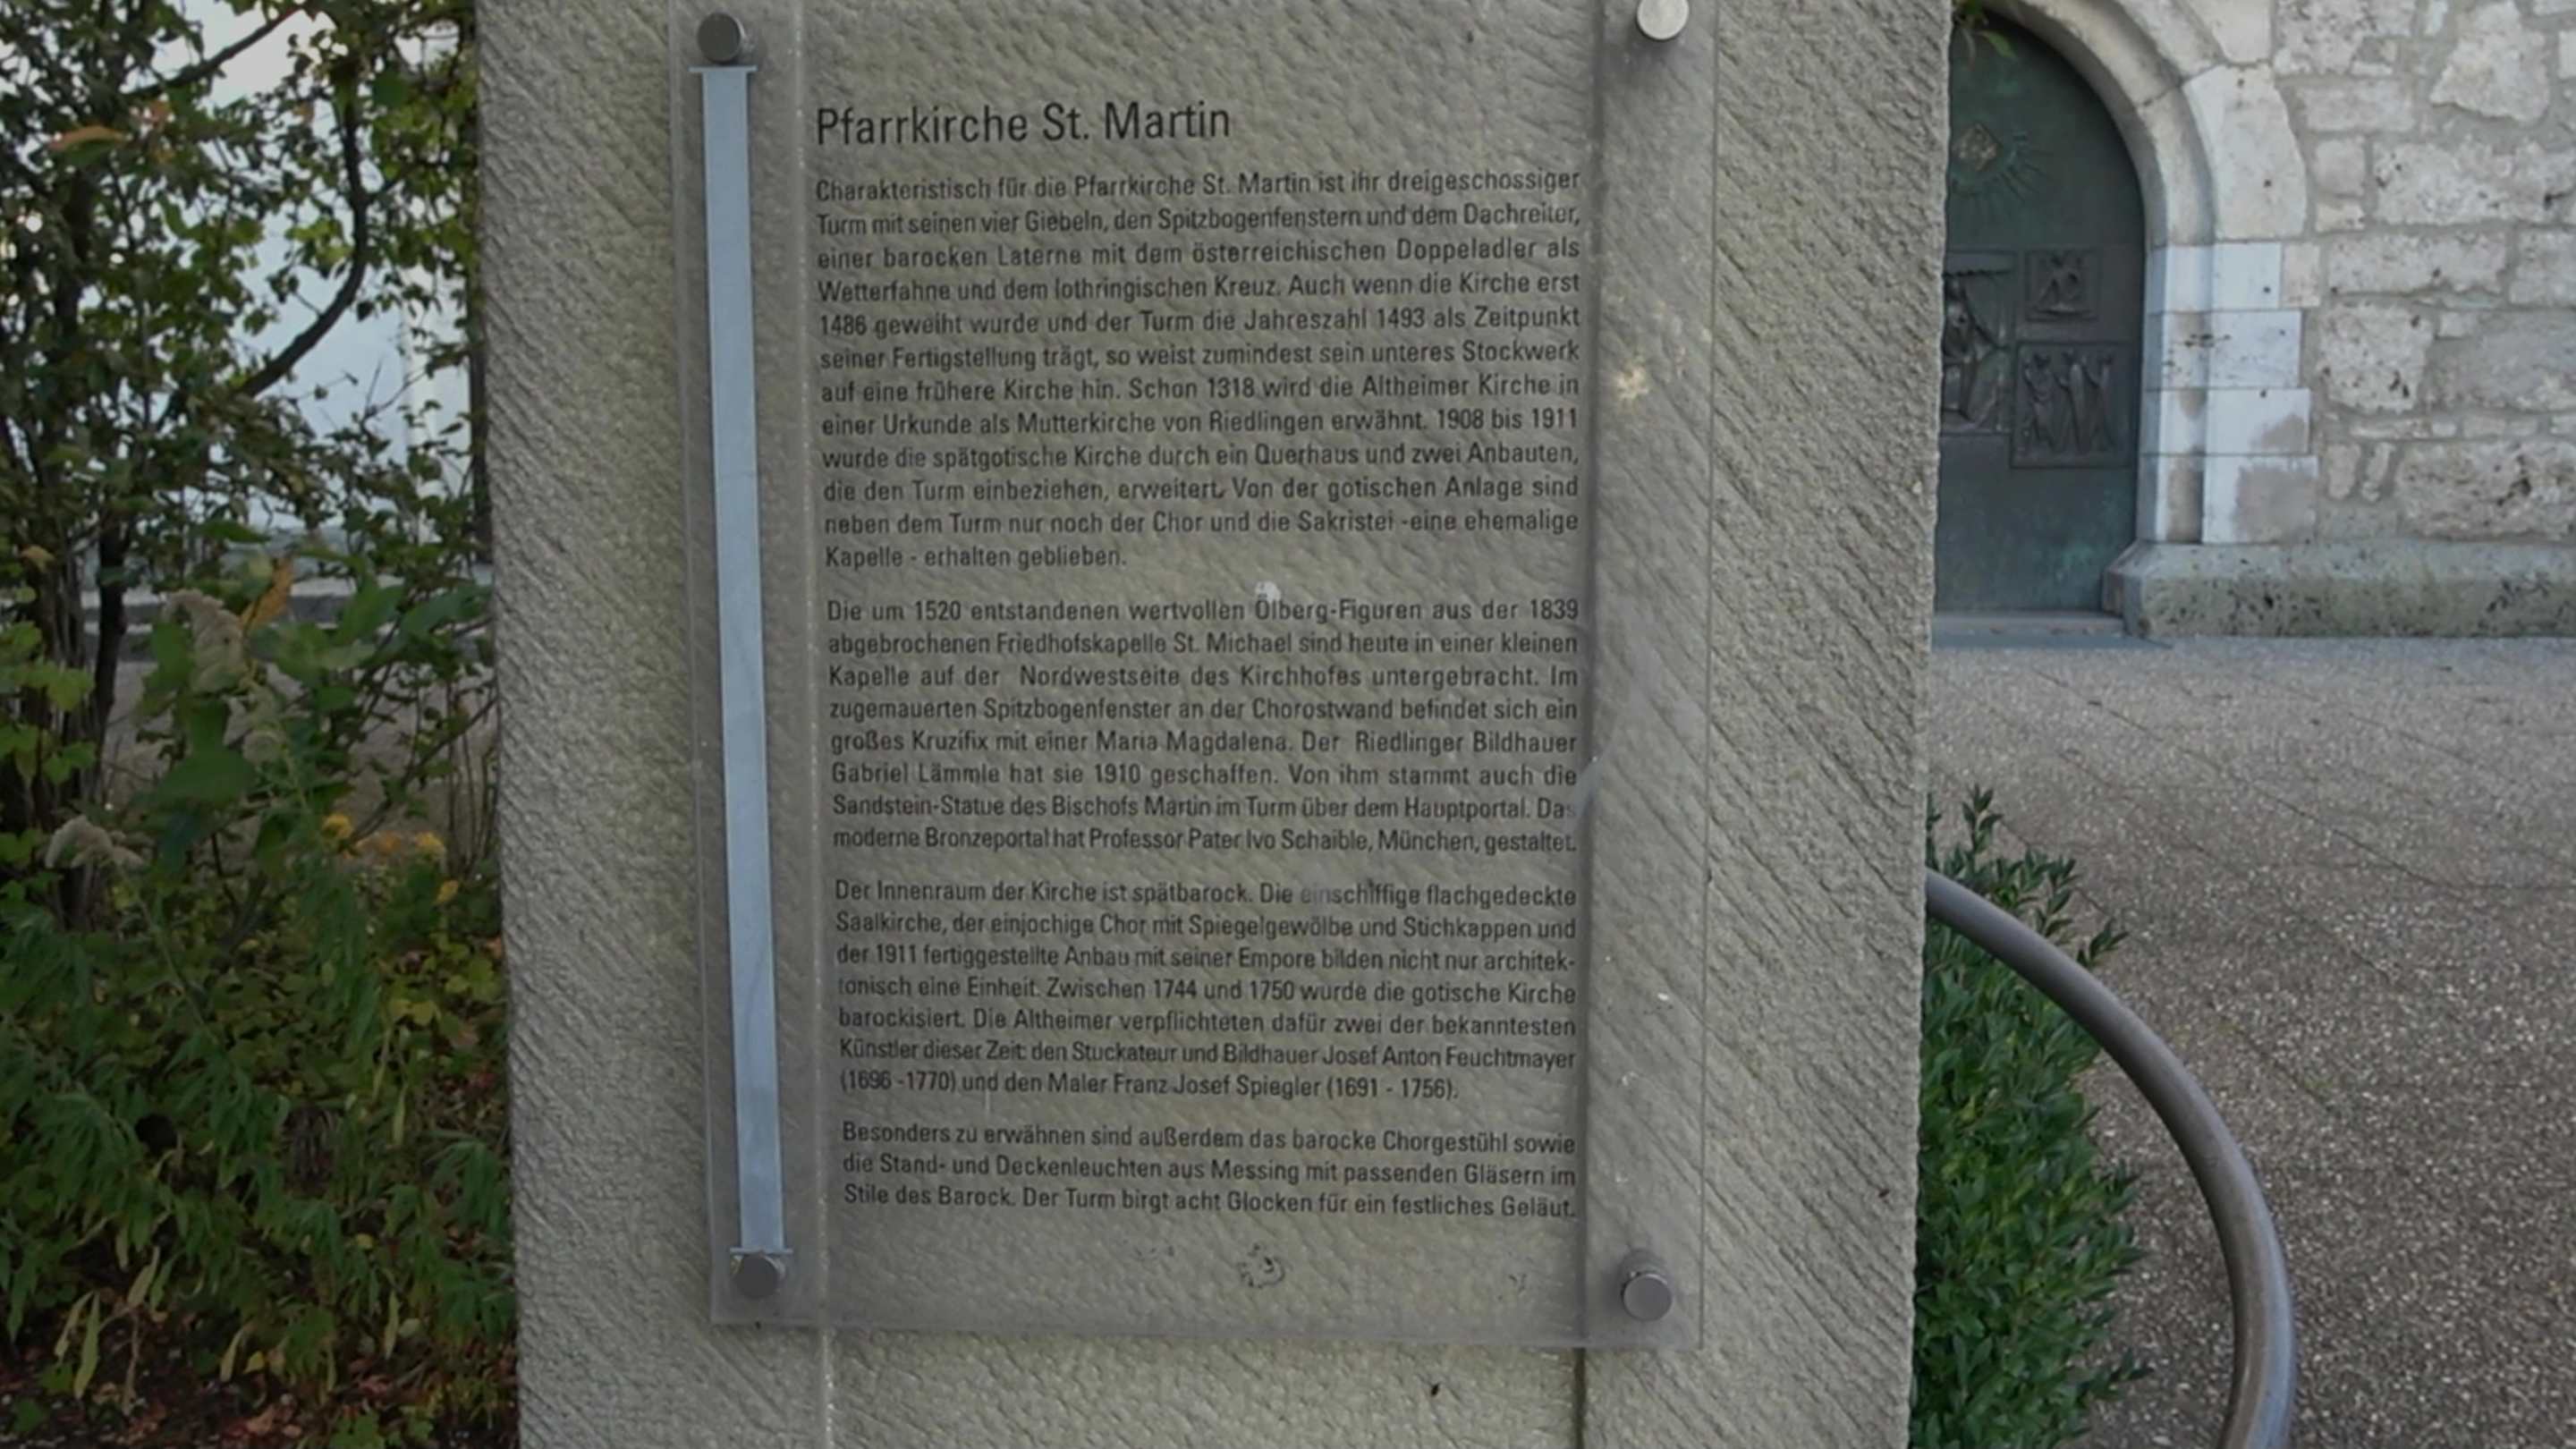 Pfarrkirche St. Martin
Charakteristisch für die Pfarrkirche St. Martin ist ihr dreigeschossiger
Turm mit seinen vier Giebeln, den Spitzbogenfenstern und dem Dachreiter,
einer barocken Laterne mit dem österreichischen Doppeladler als
Wetterfahne und dem lothringischen Kreuz. Auch wenn die Kirche erst
1486 geweiht wurde und der Turm die Jahreszahl 1493 als Zeitpunkt
seiner Fertigstellung trägt, so weist zumindest sein unteres Stockwerk
auf eine frühere Kirche hin. Schon 1318 wird die Altheimer Kirche in
einer Urkunde als Mutterkirche von Riedlingen erwähnt. 1908 bis 1911
wurde die spätgotische Kirche durch ein Querhaus und zwei Anbauten,
die den Turm einbeziehen, erweitert. Von der gotischen Anlage sind
neben dem Turm nur noch der Chor und die Sakristei -eine ehemalige
Kapelle - erhalten geblieben.
Die um 1520 entstandenen wertvollen Ölberg-Figuren aus der 1839
abgebrochenen Friedhofskapelle St. Michael sind heute in einer kleinen
Kapelle auf der Nordwestseite des Kirchhofes untergebracht. Im
zugemauerten Spitzbogenfenster an der Chorostwand befindet sich ein
großes Kruzifix mit einer Maria Magdalena. Der Riedlinger Bildhauer
Gabriel Lämmle hat sie 1910 geschaffen. Von ihm stammt auch die
Sandstein-Statue des Bischofs Martin im Turm über dem Hauptportal. Das
moderne Bronzeportal hat Professor Pater Ivo Schaible, München, gestaltet.
Der Innenraum der Kirche ist spätbarock. Die einschiffige flachgedeckte
Saalkirche, der einjochige Chor mit Spiegelgewölbe und Stichkappen und
der 1911 fertiggestellte Anbau mit seiner Empore bilden nicht nur architek-
tonisch eine Einheit. Zwischen 1744 und 1750 wurde die gotische Kirche
barockisiert. Die Altheimer verpflichteten dafür zwei der bekanntesten
Künstler dieser Zeit: den Stuckateur und Bildhauer Josef Anton Feuchtmayer
(1696 -1770) und den Maler Franz Josef Spiegler (1691 - 1756).
Besonders zu erwähnen sind außerdem das barocke Chorgestühl sowie
die Stand- und Deckenleuchten aus Messing mit passenden Gläsern im
Stile des Barock. Der Turm birgt acht Glocken für ein festliches Geläut.